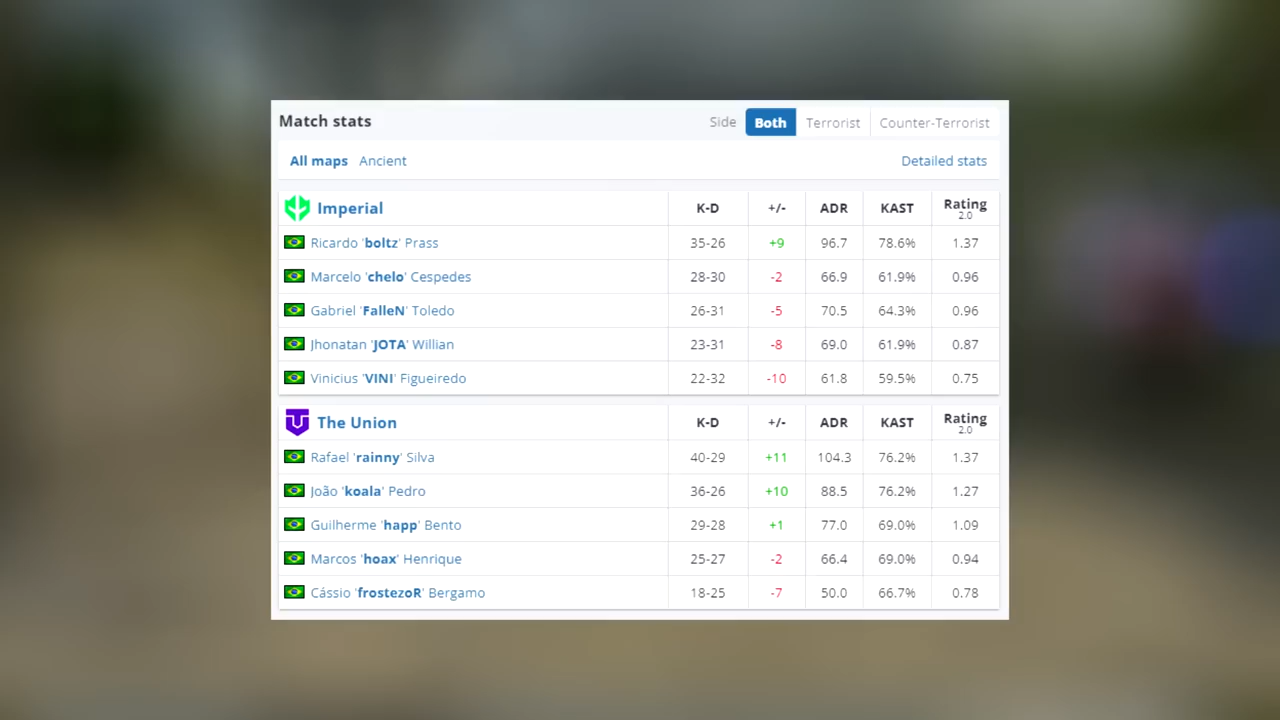 Match stats Side Both Terrorist Counter-Terrorist
All maps Ancient Detailed stats
Imperial K-D +/- ADR KAST Rating 2.0
Ricardo 'boltz' Prass 35-26 +9 96.7 78.6% 1.37
Marcelo 'chelo' Cespedes 28-30 -2 66.9 61.9% 0.96
Gabriel 'FalleN' Toledo 26-31 -5 70.5 64.3% 0.96
Jhonatan 'JOTA' Willian 23-31 -8 69.0 61.9% 0.87
Vinicius 'VINI' Figueiredo 22-32 -10 61.8 59.5% 0.75
The Union K-D +/- ADR KAST Rating 2.0
Rafael 'rainny' Silva 40-29 +11 104.3 76.2% 1.37
João 'koala' Pedro 36-26 +10 88.5 76.2% 1.27
Guilherme 'happ' Bento 29-28 +1 77.0 69.0% 1.09
Marcos 'hoax' Henrique 25-27 -2 66.4 69.0% 0.94
Cássio 'frostezoR' Bergamo 18-25 -7 50.0 66.7% 0.78